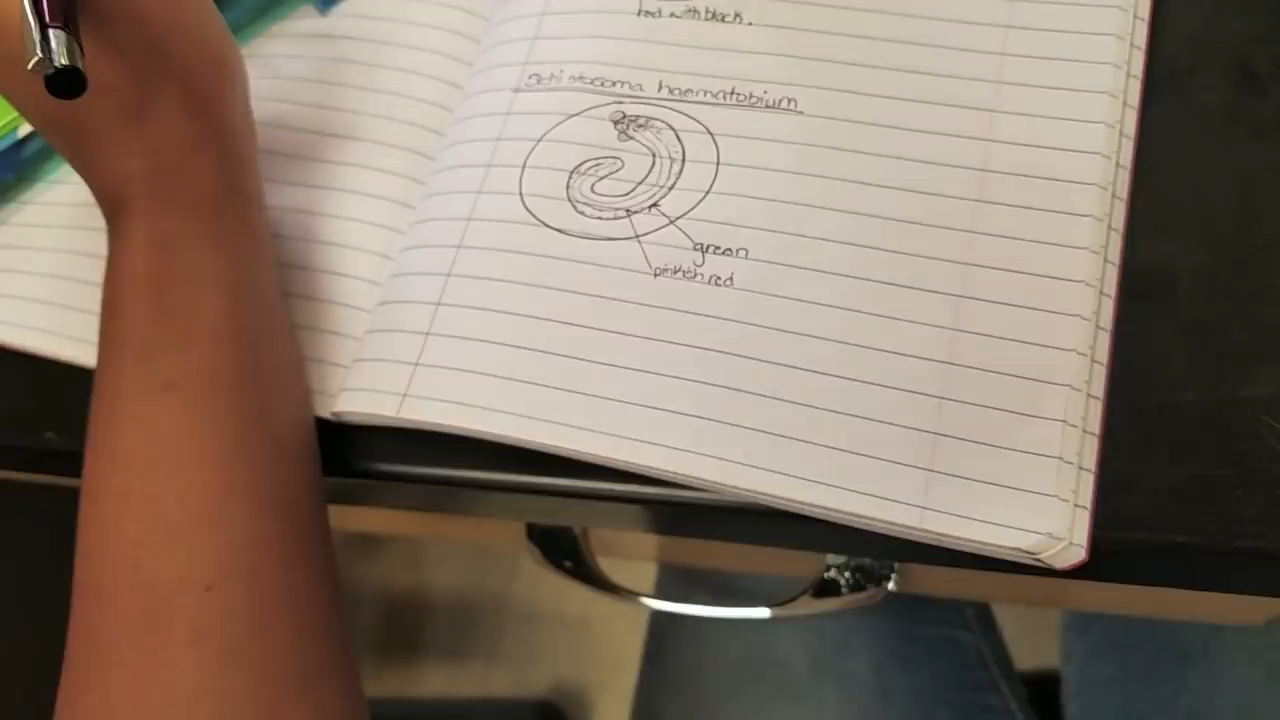 red with black.
Schistosoma haematobium
green
pinkish red